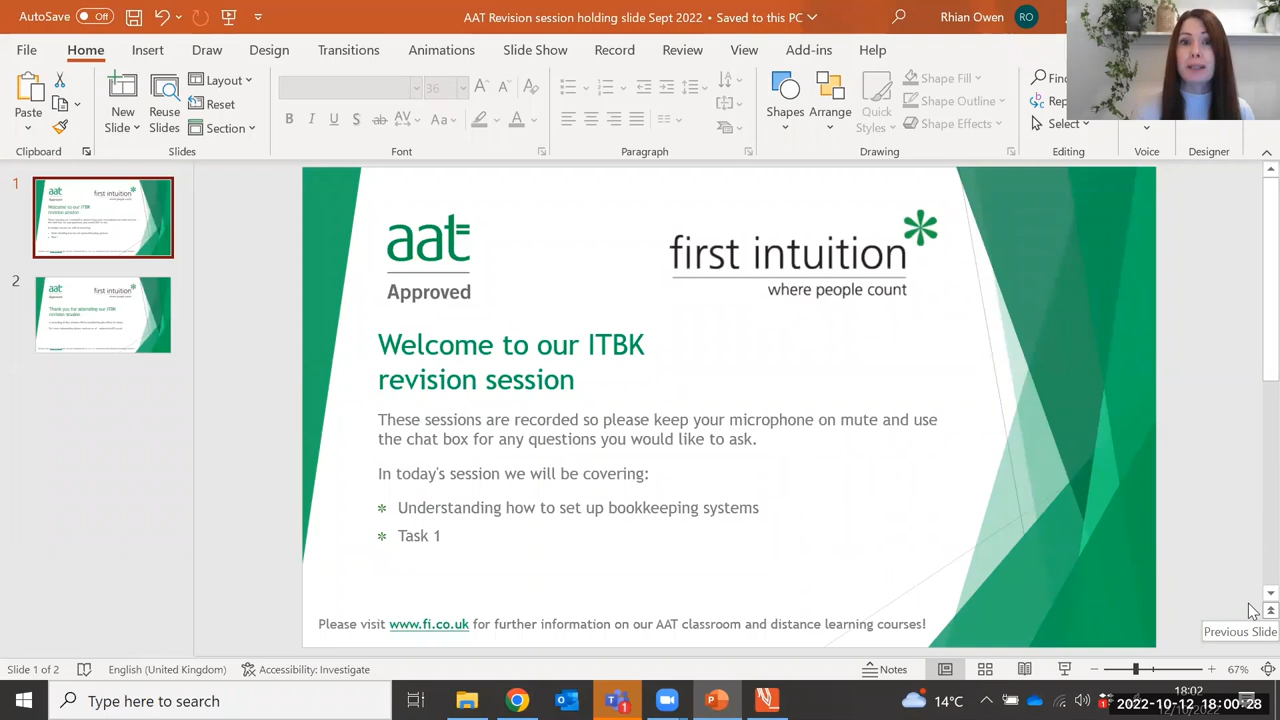 AutoSave Off
AAT Revision session holding slide Sept 2022 • Saved to this PC
Rhian Owen RO
File Home Insert Draw Design Transitions Animations Slide Show Record Review View Add-ins Help
Paste
New Slide
Reuse Slides
Layout
Reset
Section
Shapes
Arrange
Quick Styles
Shape Fill
Shape Outline
Shape Effects
Select
Clipboard Slides Font Paragraph Drawing Editing Voice Designer
1
2
aat
Approved
first intuition
where people count
Welcome to our ITBK
revision session
These sessions are recorded so please keep your microphone on mute and use
the chat box for any questions you would like to ask.
In today's session we will be covering:
Understanding how to set up bookkeeping systems
Task 1
Please visit www.fi.co.uk for further information on our AAT classroom and distance learning courses!
Previous Slide
Slide 1 of 2 English (United Kingdom) Accessibility: Investigate Notes 67%
Type here to search
14°C
18:02
2022-10-12 18:00:28